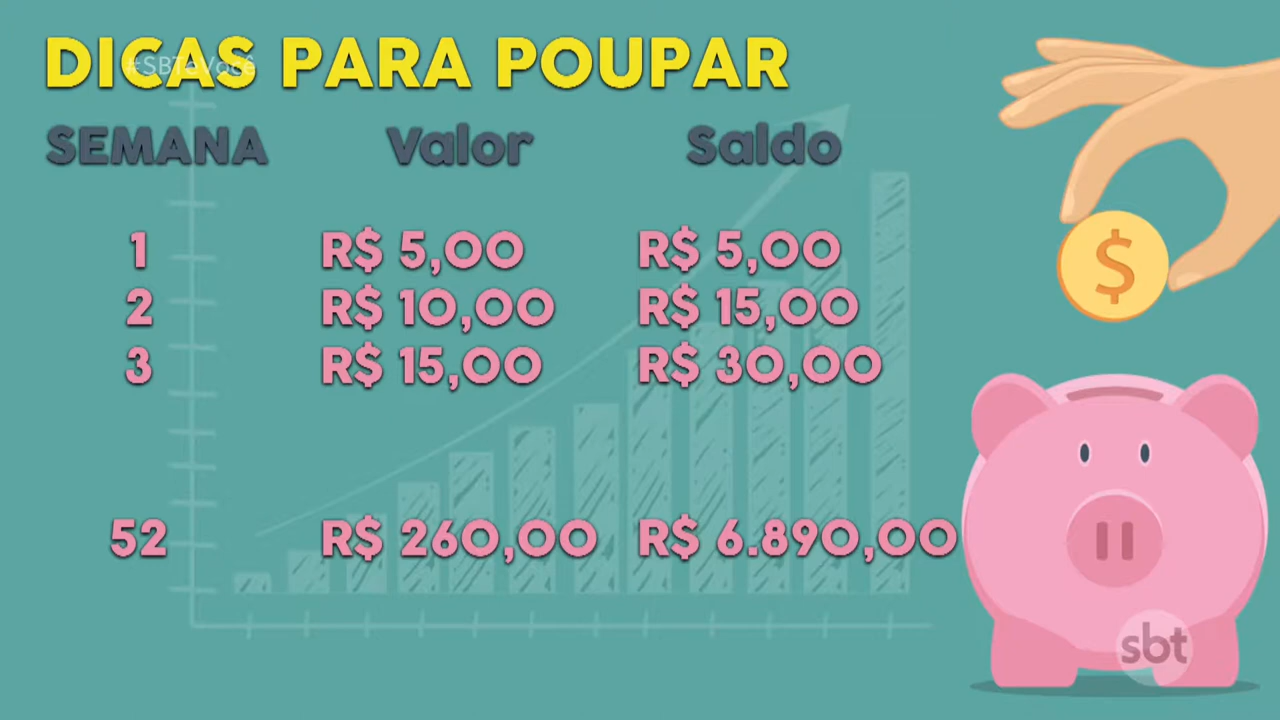 DICAS PARA POUPAR
#SBTeVocê
SEMANA Valor Saldo
1 R$ 5,00 R$ 5,00
2 R$ 10,00 R$ 15,00
3 R$ 15,00 R$ 30,00
52 R$ 260,00 R$ 6.890,00
$
sbt